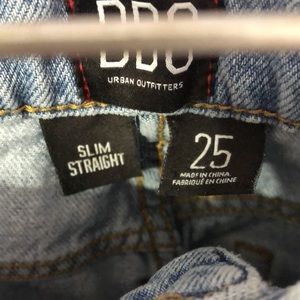 BDG
URBAN OUTFITTERS
SLIM
STRAIGHT
25
MADE IN CHINA
FABRIQUÉ EN CHINE